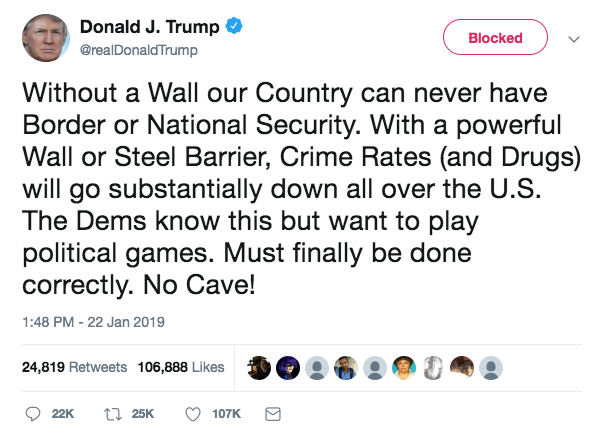 Donald J. Trump
@realDonaldTrump
Blocked
Without a Wall our Country can never have
Border or National Security. With a powerful
Wall or Steel Barrier, Crime Rates (and Drugs)
will go substantially down all over the U.S.
The Dems know this but want to play
political games. Must finally be done
correctly. No Cave!
1:48 PM - 22 Jan 2019
24,819 Retweets 106,888 Likes
22K 25K 107K